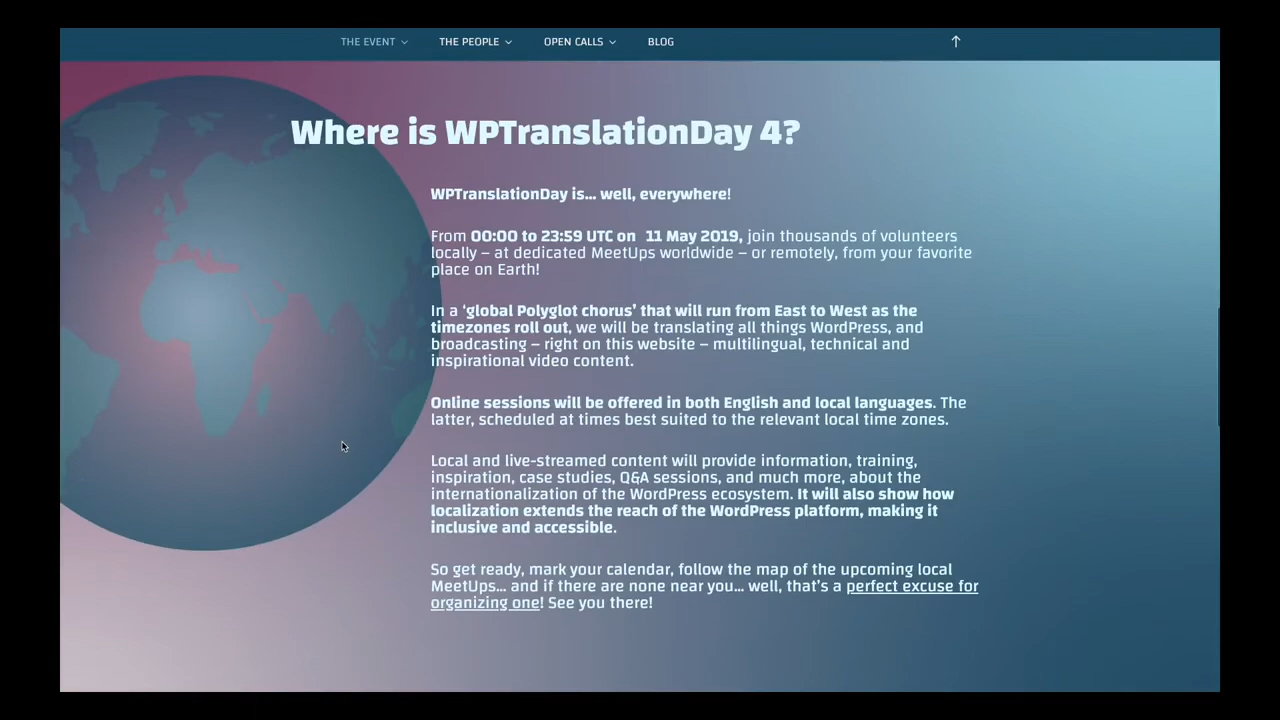 THE EVENT THE PEOPLE OPEN CALLS BLOG
Where is WPTranslationDay 4?
WPTranslationDay is... well, everywhere!
From 00:00 to 23:59 UTC on 11 May 2019, join thousands of volunteers
locally – at dedicated MeetUps worldwide – or remotely, from your favorite
place on Earth!
In a ‘global Polyglot chorus’ that will run from East to West as the
timezones roll out, we will be translating all things WordPress, and
broadcasting – right on this website – multilingual, technical and
inspirational video content.
Online sessions will be offered in both English and local languages. The
latter, scheduled at times best suited to the relevant local time zones.
Local and live-streamed content will provide information, training,
inspiration, case studies, Q&A sessions, and much more, about the
internationalization of the WordPress ecosystem. It will also show how
localization extends the reach of the WordPress platform, making it
inclusive and accessible.
So get ready, mark your calendar, follow the map of the upcoming local
MeetUps... and if there are none near you... well, that’s a perfect excuse for
organizing one! See you there!